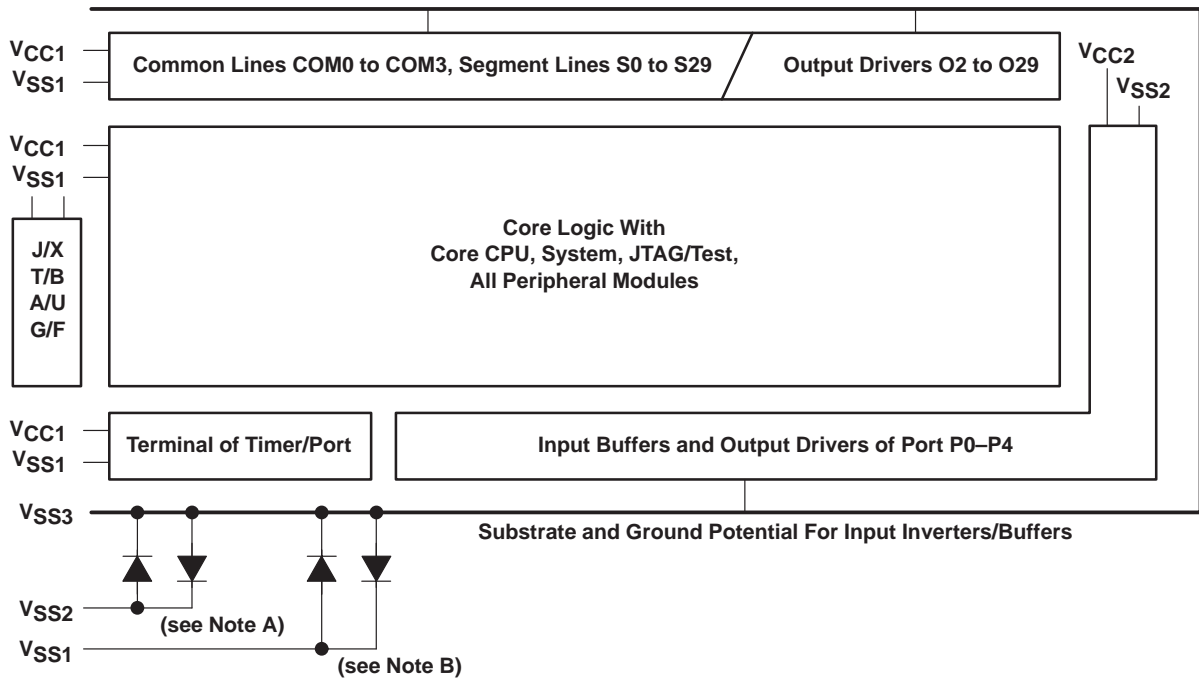 VCC1
VSS1
Common Lines COM0 to COM3, Segment Lines S0 to S29
Output Drivers O2 to O29
VCC2
VSS2
VCC1
VSS1
J/X
T/B
A/U
G/F
Core Logic With
Core CPU, System, JTAG/Test,
All Peripheral Modules
VCC1
VSS1
Terminal of Timer/Port
Input Buffers and Output Drivers of Port P0–P4
VSS3
Substrate and Ground Potential For Input Inverters/Buffers
VSS2
(see Note A)
VSS1
(see Note B)